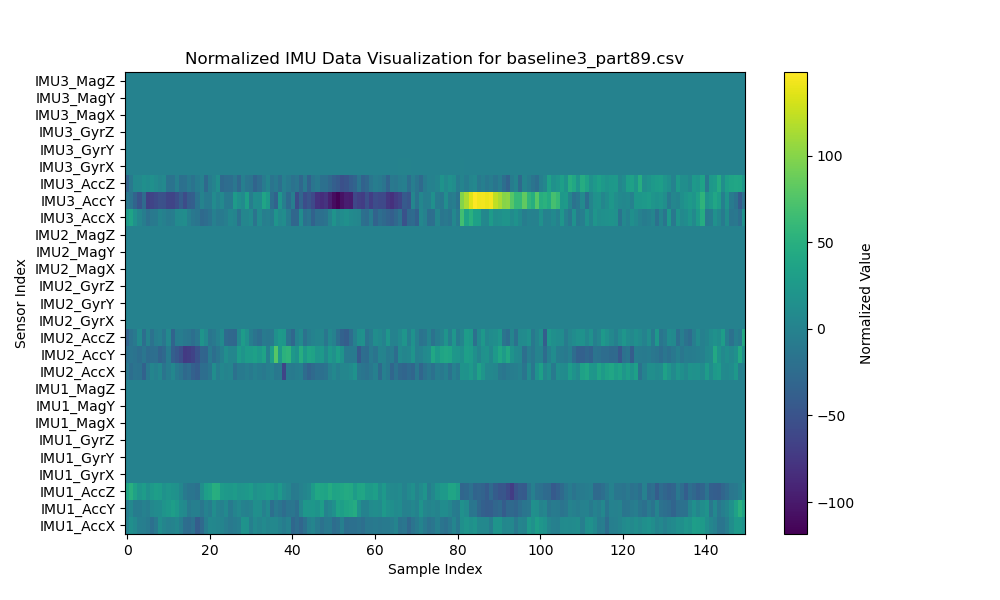 Normalized IMU Data Visualization for baseline3_part89.csv
IMU3_MagZ
IMU3_MagY
IMU3_MagX
IMU3_GyrZ
IMU3_GyrY
IMU3_GyrX
IMU3_AccZ
IMU3_AccY
IMU3_AccX
IMU2_MagZ
IMU2_MagY
IMU2_MagX
IMU2_GyrZ
IMU2_GyrY
IMU2_GyrX
IMU2_AccZ
IMU2_AccY
IMU2_AccX
IMU1_MagZ
IMU1_MagY
IMU1_MagX
IMU1_GyrZ
IMU1_GyrY
IMU1_GyrX
IMU1_AccZ
IMU1_AccY
IMU1_AccX
Sensor Index
0 20 40 60 80 100 120 140
Sample Index
100
50
0
−50
−100
Normalized Value